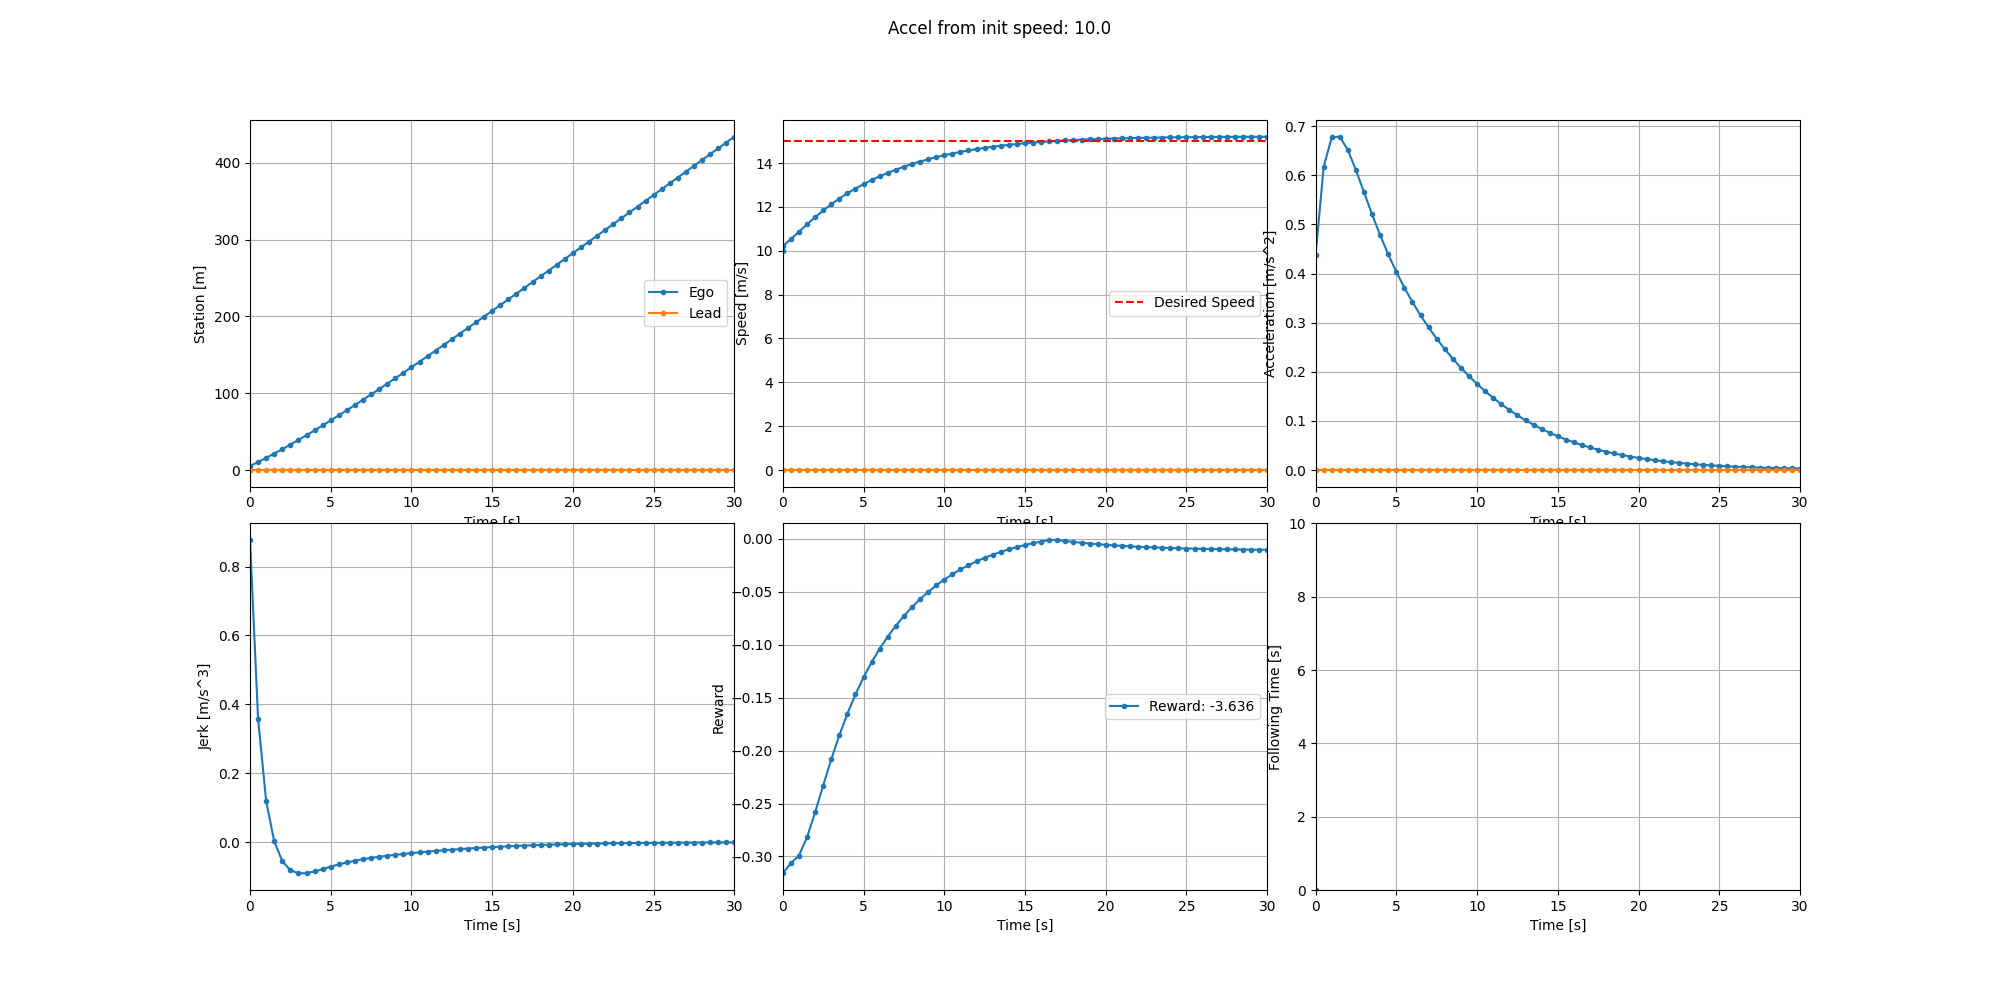 Accel from init speed: 10.0
Station [m]
400
300
200
100
0
0 5 10 15 20 25 30
Time [s]
Ego
Lead
Speed [m/s]
14
12
10
8
6
4
2
0
0 5 10 15 20 25 30
Time [s]
Desired Speed
Acceleration [m/s^2]
0.7
0.6
0.5
0.4
0.3
0.2
0.1
0.0
0 5 10 15 20 25 30
Time [s]
Jerk [m/s^3]
0.8
0.6
0.4
0.2
0.0
0 5 10 15 20 25 30
Time [s]
Reward
0.00
−0.05
−0.10
−0.15
−0.20
−0.25
−0.30
0 5 10 15 20 25 30
Time [s]
Reward: -3.636
Following Time [s]
10
8
6
4
2
0
0 5 10 15 20 25 30
Time [s]